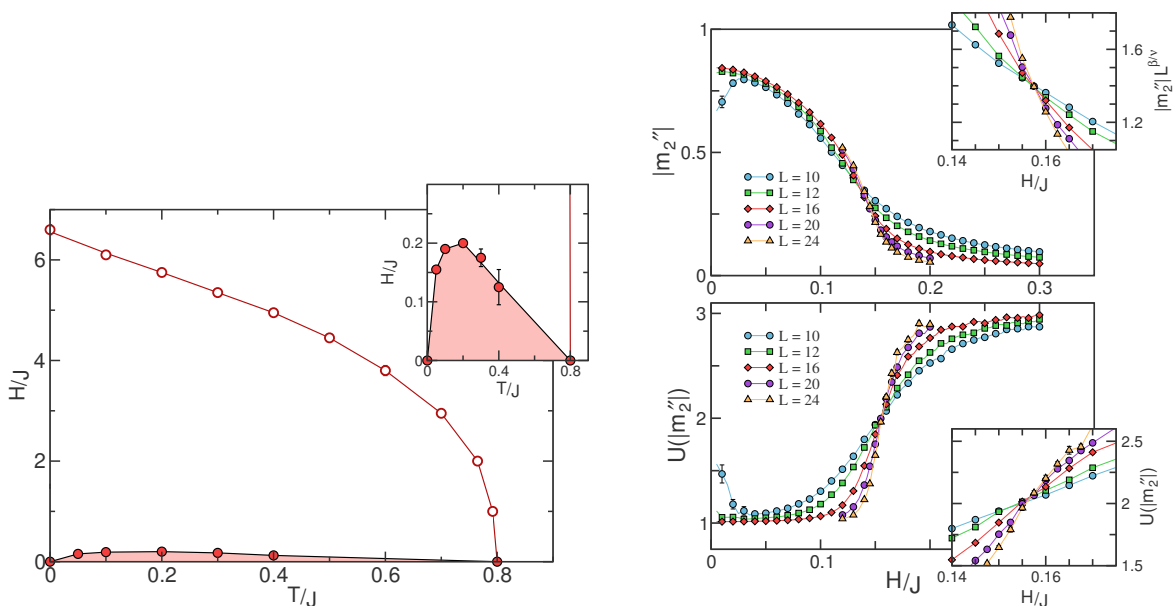 H/J
6
4
2
0
0
0.2
0.4
0.6
0.8
T/J
H/J
0.2
0.1
0
0
0.4
0.8
T/J
|m₂″|
1
0.5
0
0
0.1
0.2
0.3
L = 10
L = 12
L = 16
L = 20
L = 24
|m₂″|L^β/ν
1.6
1.2
0.14
0.16
H/J
U(|m₂″|)
3
2
1
0
0.1
H/J
L = 10
L = 12
L = 16
L = 20
L = 24
U(|m₂″|)
2.5
2
1.5
0.14
0.16
H/J